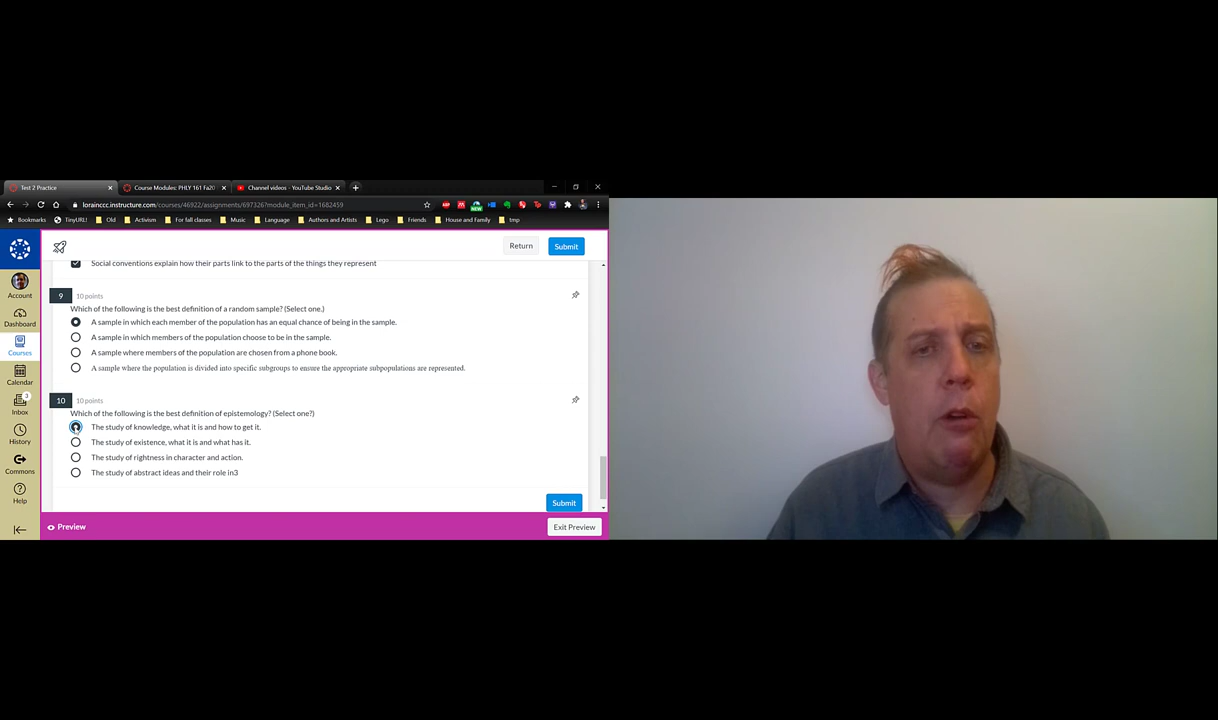 Test 2 Practice
Course Modules: PHLY 161 Fa20
Channel videos - YouTube Studio
lorainccc.instructure.com/courses/46922/assignments/697326?module_item_id=1682459
Bookmarks TinyURL! Old Activism For fall classes Music Language Authors and Artists Lego Friends House and Family tmp
NEW
Return
Submit
Account
Dashboard
Courses
Calendar
3
Inbox
History
Commons
Help
Social conventions explain how their parts link to the parts of the things they represent
9 10 points
Which of the following is the best definition of a random sample? (Select one.)
A sample in which each member of the population has an equal chance of being in the sample.
A sample in which members of the population choose to be in the sample.
A sample where members of the population are chosen from a phone book.
A sample where the population is divided into specific subgroups to ensure the appropriate subpopulations are represented.
10 10 points
Which of the following is the best definition of epistemology? (Select one?)
The study of knowledge, what it is and how to get it.
The study of existence, what it is and what has it.
The study of rightness in character and action.
The study of abstract ideas and their role in3
Submit
Preview
Exit Preview